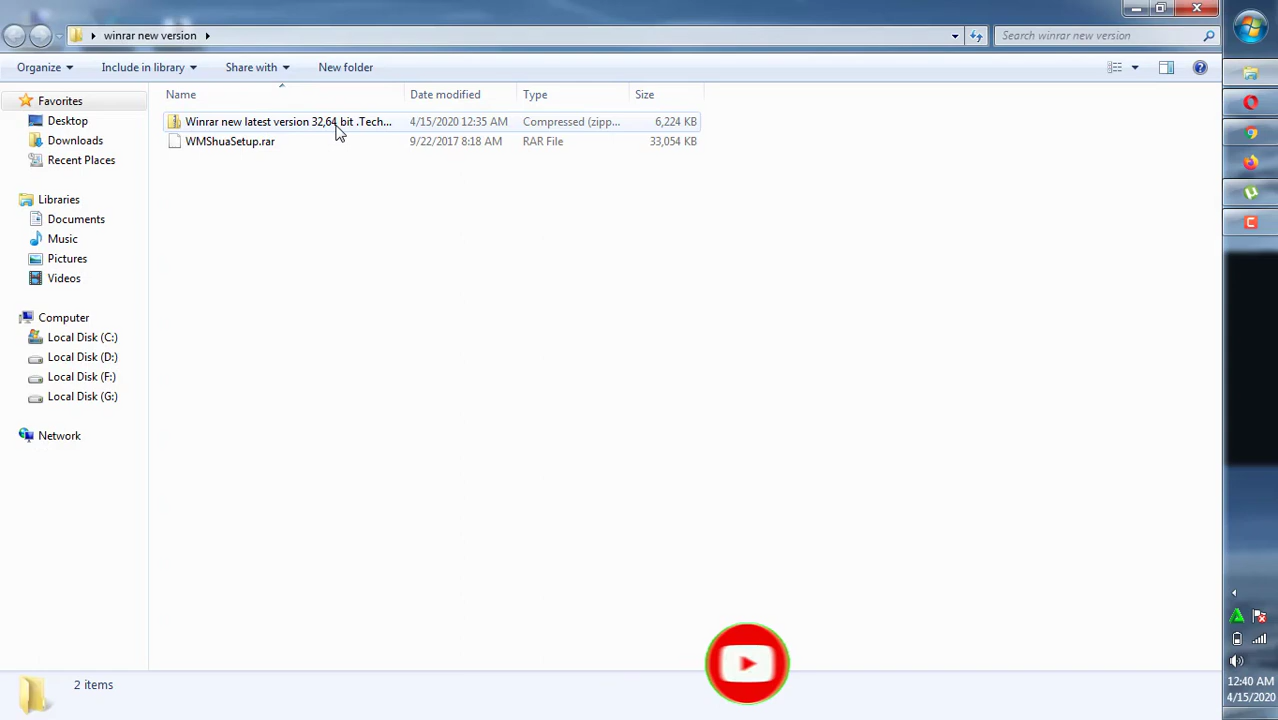 winrar new version
Search winrar new version
Organize Include in library Share with New folder
Name Date modified Type Size
Winrar new latest version 32,64 bit .Tech... 4/15/2020 12:35 AM Compressed (zipp... 6,224 KB
WMShuaSetup.rar 9/22/2017 8:18 AM RAR File 33,054 KB
Favorites
Desktop
Downloads
Recent Places
Libraries
Documents
Music
Pictures
Videos
Computer
Local Disk (C:)
Local Disk (D:)
Local Disk (F:)
Local Disk (G:)
Network
2 items
12:40 AM
4/15/2020